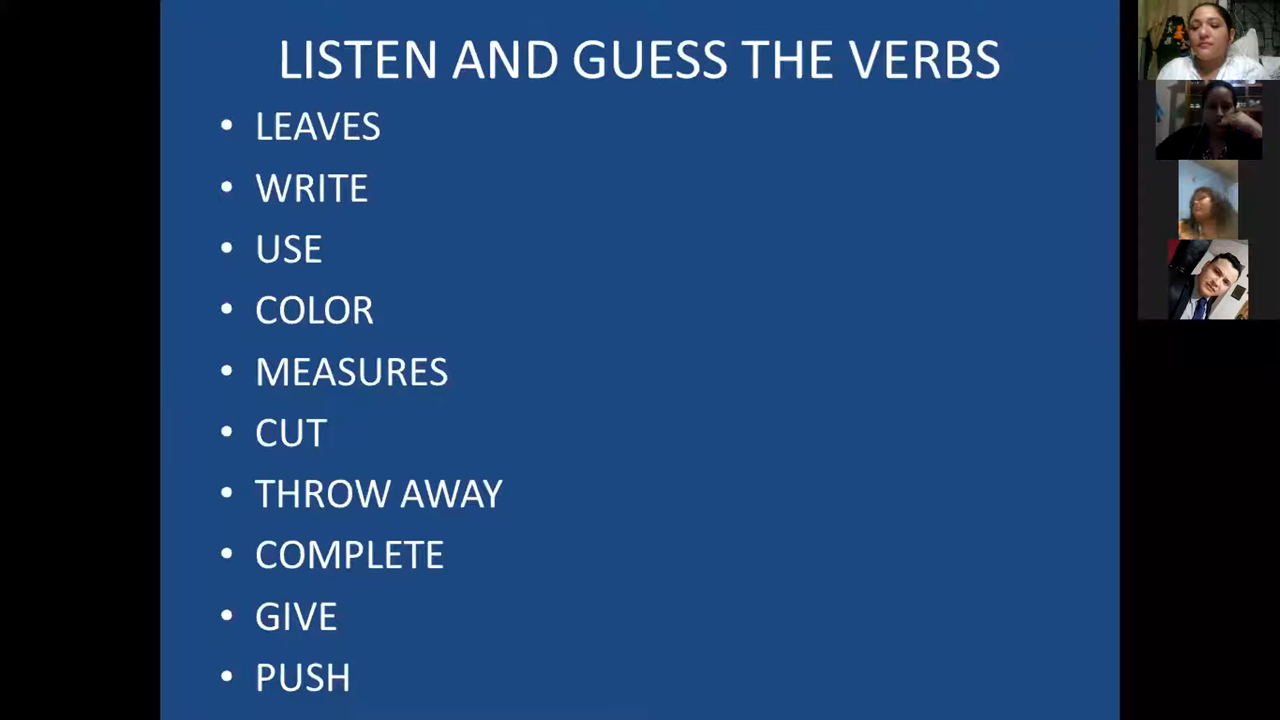 LISTEN AND GUESS THE VERBS
• LEAVES
• WRITE
• USE
• COLOR
• MEASURES
• CUT
• THROW AWAY
• COMPLETE
• GIVE
• PUSH